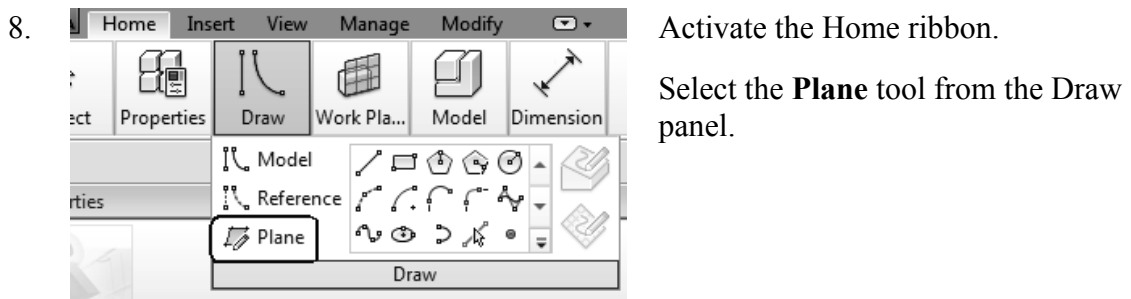 8.
Home Insert View Manage Modify
Activate the Home ribbon.
Select the Plane tool from the Draw
panel.
ect Properties Draw Work Pla... Model Dimension
Model
Reference
rties
Plane
Draw